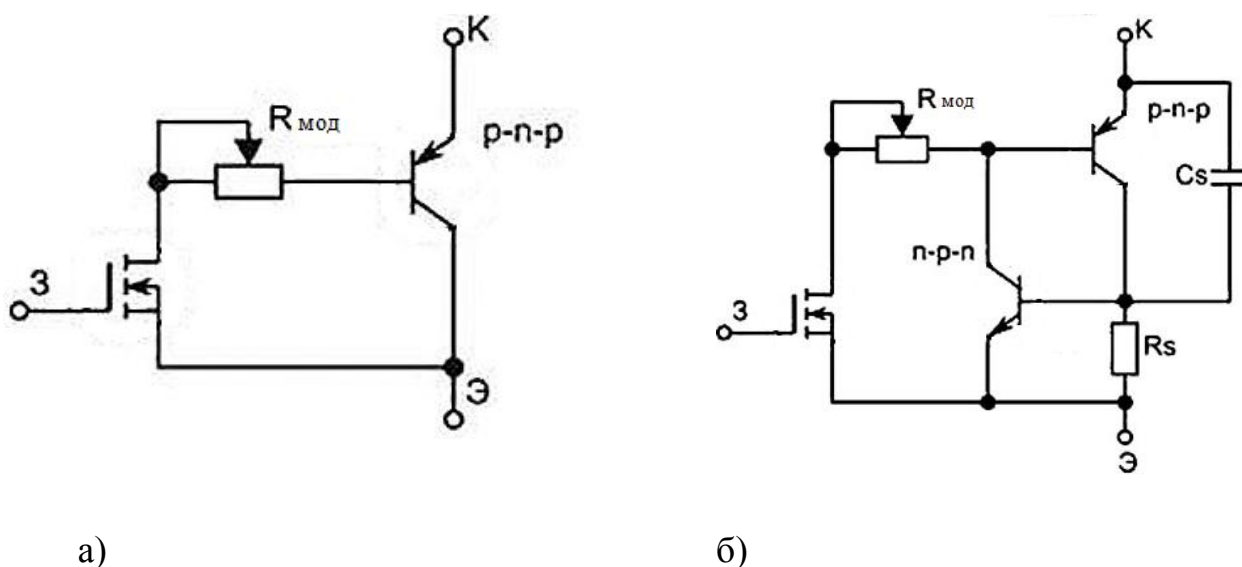 К
R мод
p-n-p
З
Э
а)
К
R мод
p-n-p
Cs
n-p-n
З
Rs
Э
б)